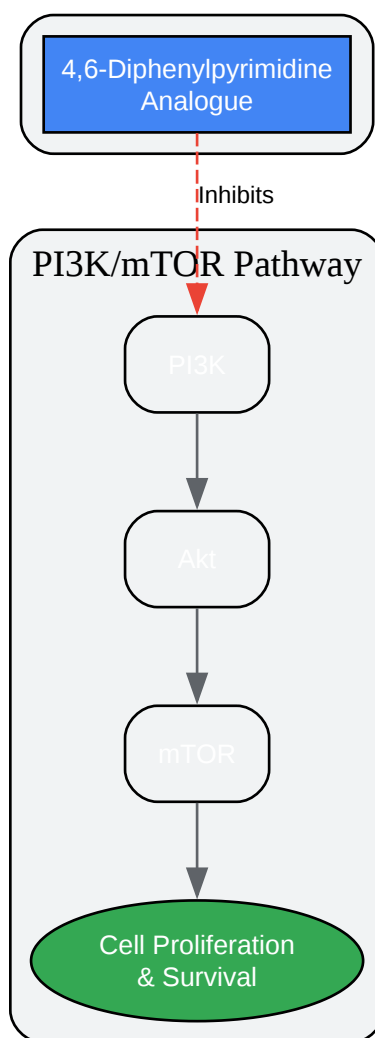 4,6-Diphenylpyrimidine
Analogue
Inhibits
PI3K/mTOR Pathway
PI3K
Akt
mTOR
Cell Proliferation
& Survival